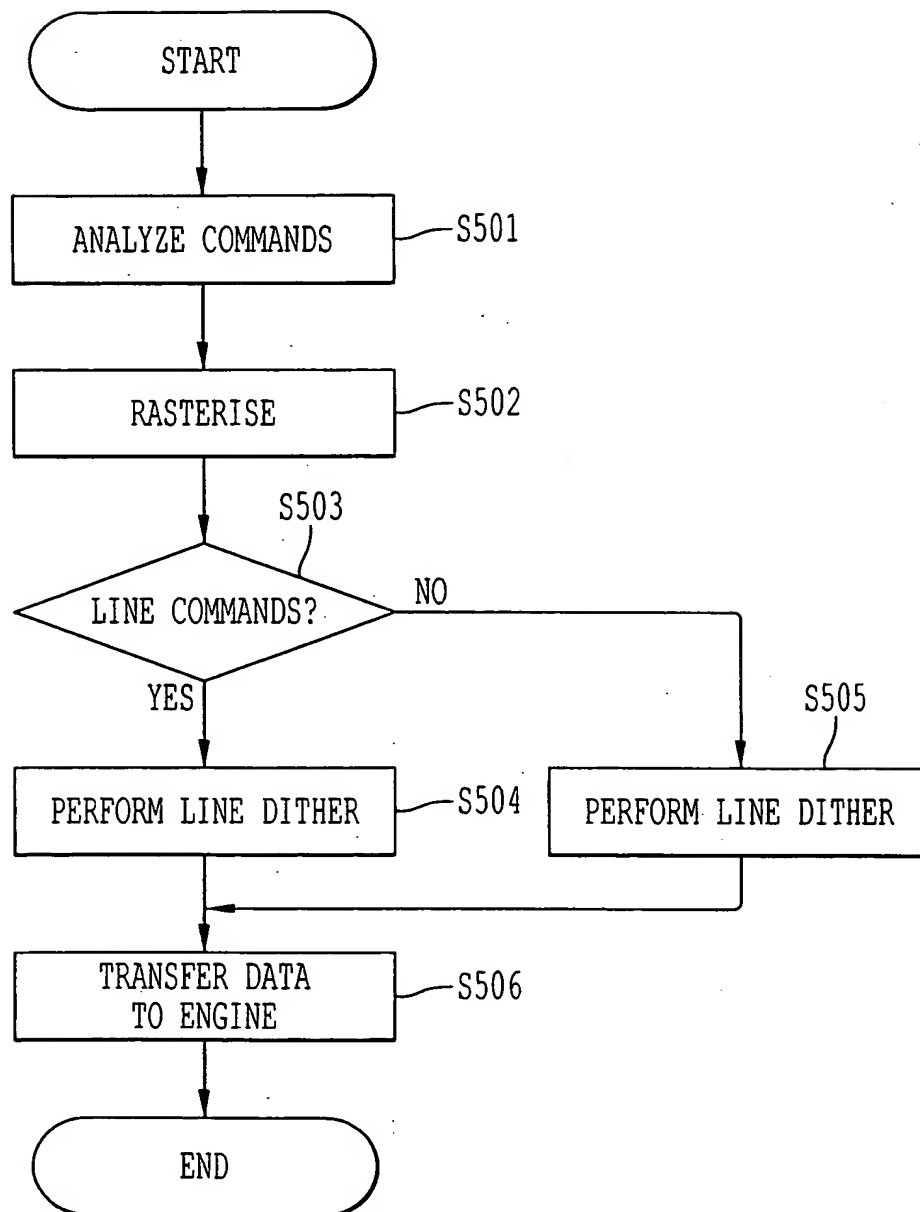 START
ANALYZE COMMANDS
S501
RASTERISE
S502
S503
LINE COMMANDS?
NO
YES
S505
PERFORM LINE DITHER
S504
PERFORM LINE DITHER
TRANSFER DATA
TO ENGINE
S506
END